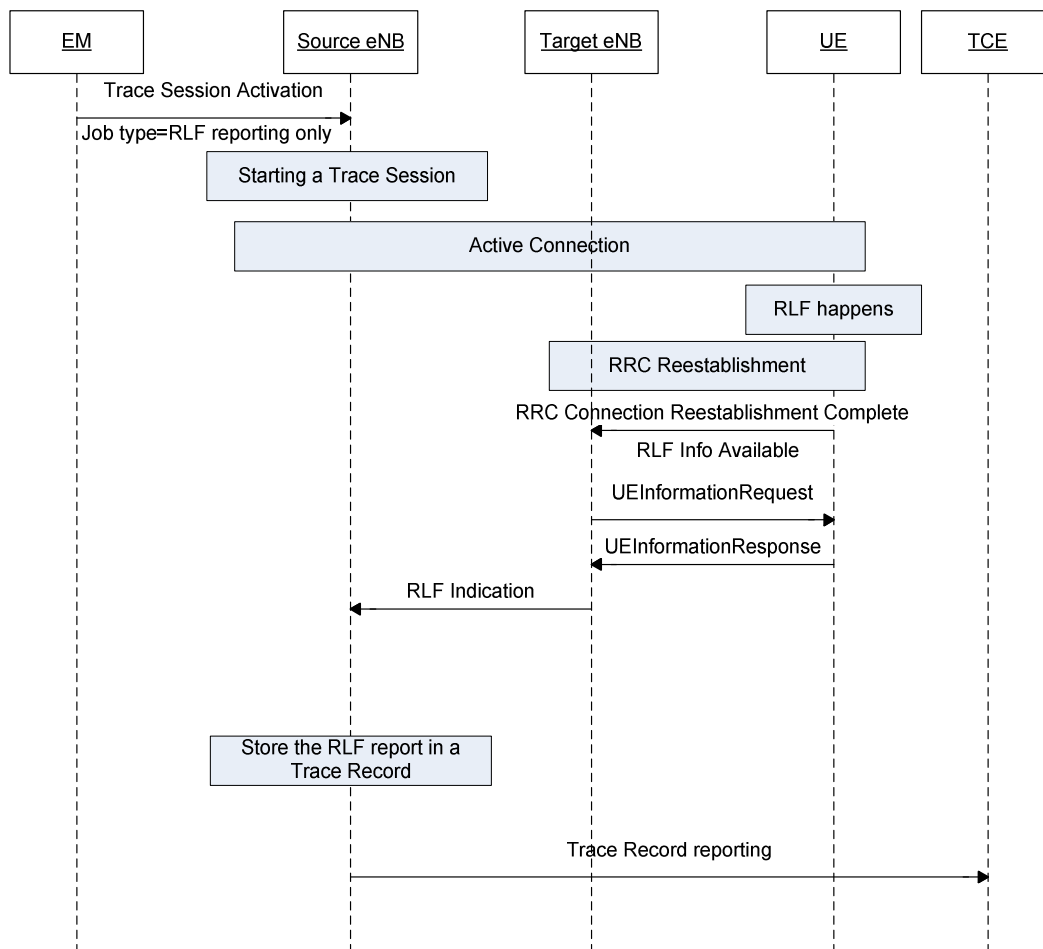 EM
Source eNB
Target eNB
UE
TCE
Trace Session Activation
Job type=RLF reporting only
Starting a Trace Session
Active Connection
RLF happens
RRC Reestablishment
RRC Connection Reestablishment Complete
RLF Info Available
UEInformationRequest
UEInformationResponse
RLF Indication
Store the RLF report in a
Trace Record
Trace Record reporting